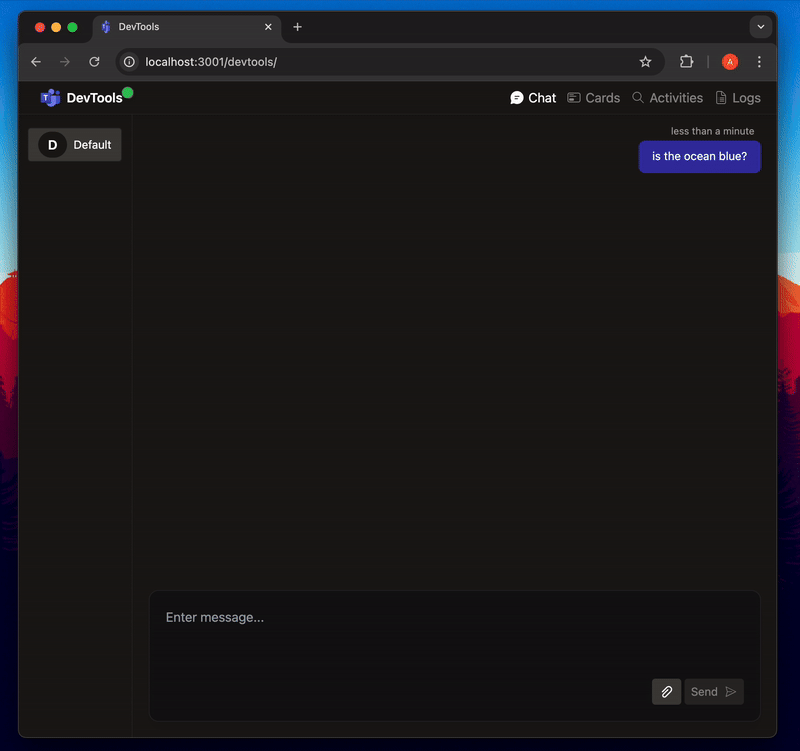 DevTools
localhost:3001/devtools/
A
T
DevTools
Chat
Cards
Activities
Logs
D
Default
less than a minute
is the ocean blue?
Enter message...
Send